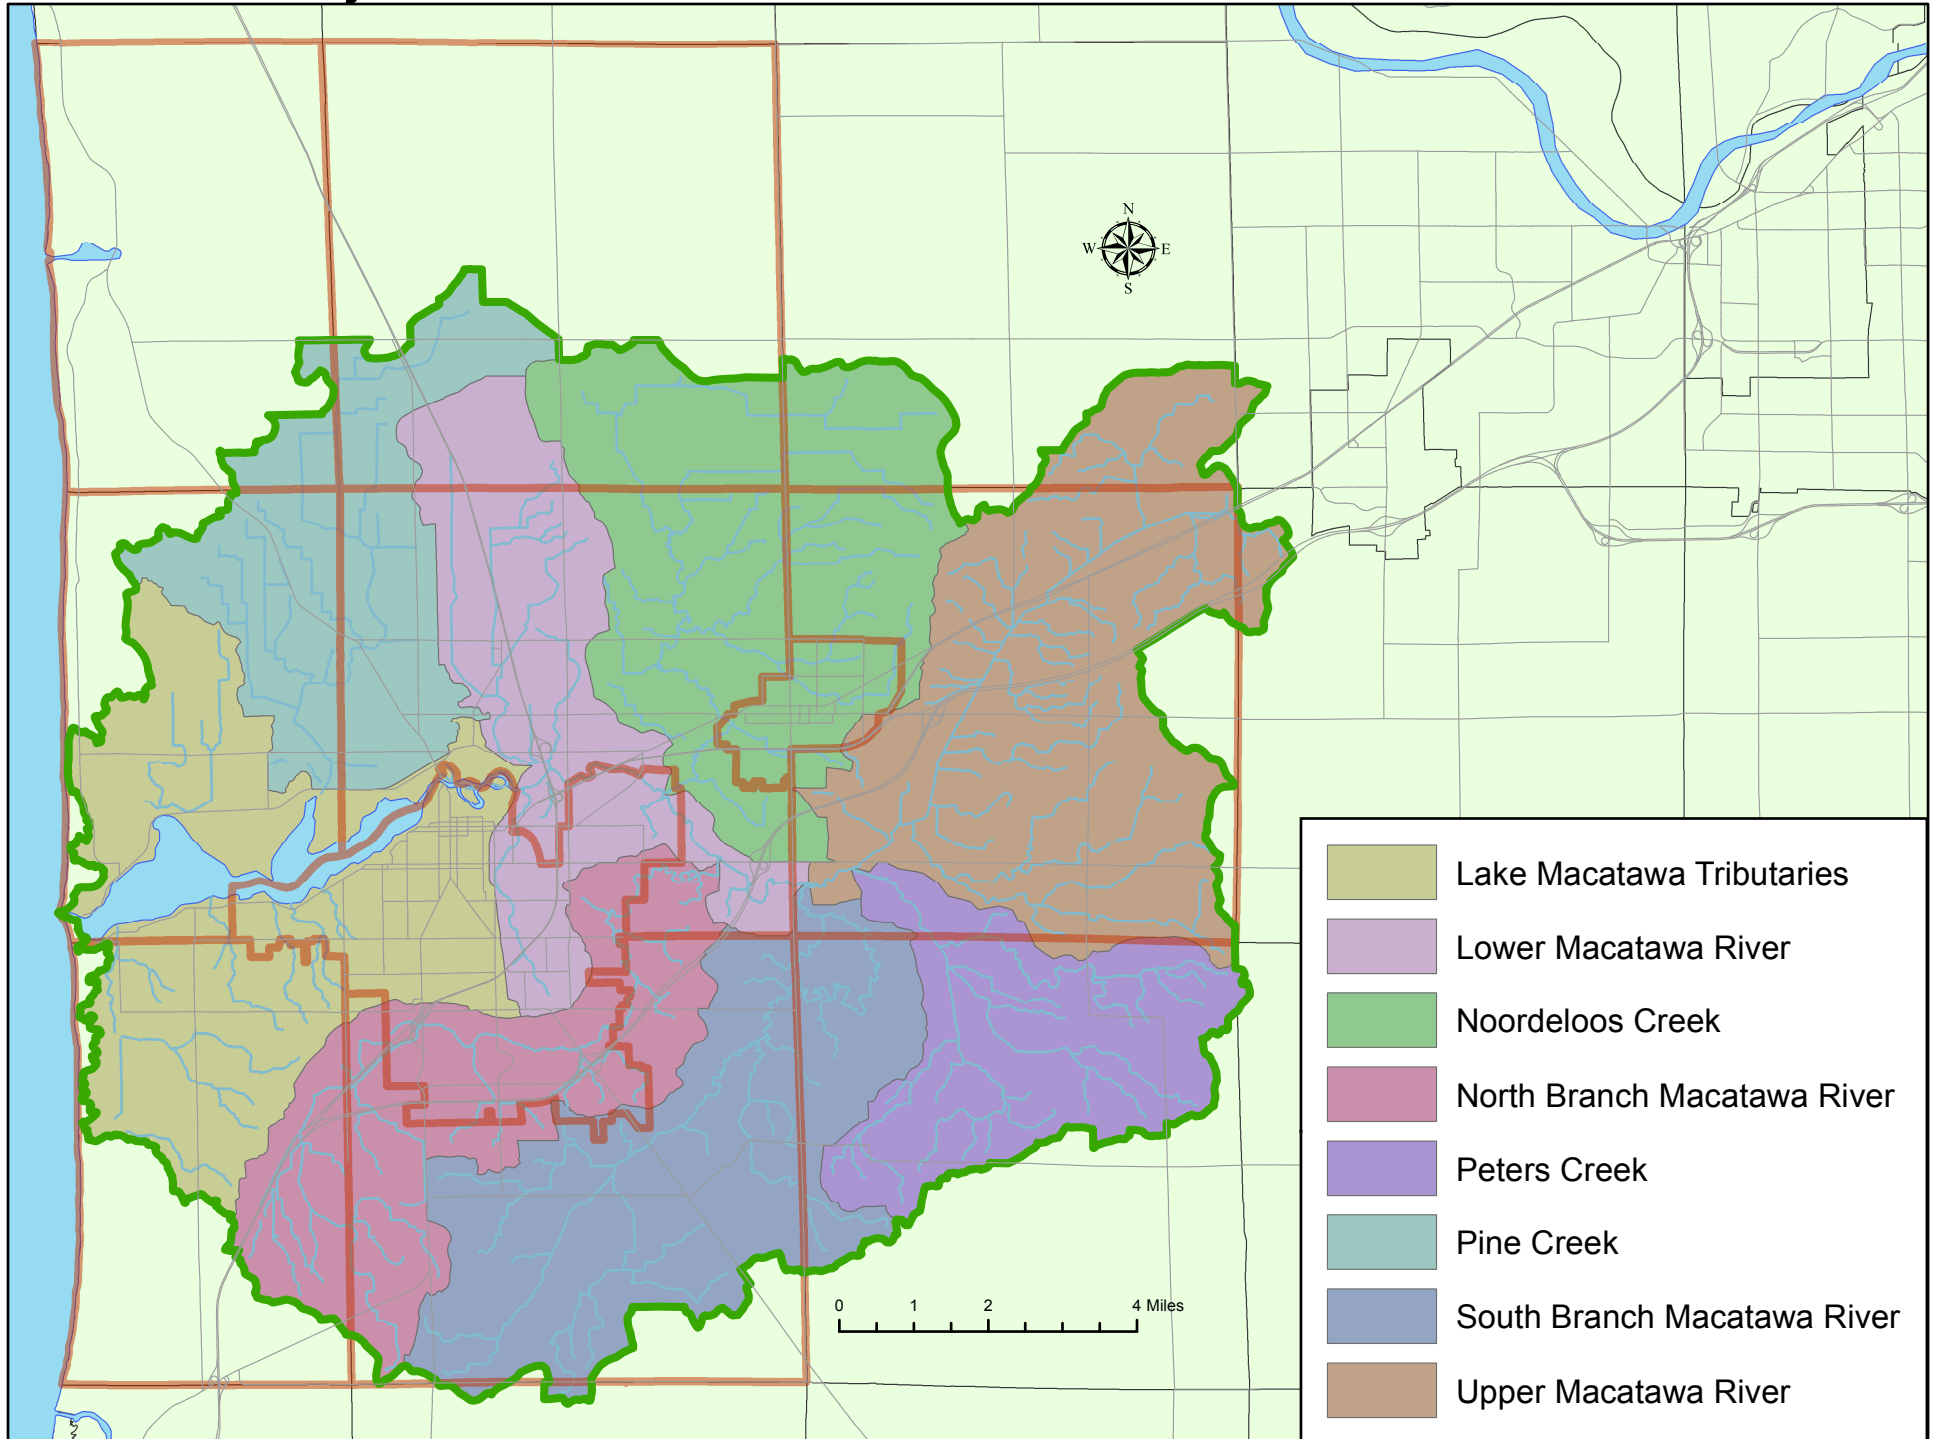 N
W E
S
0 1 2 4 Miles
Lake Macatawa Tributaries
Lower Macatawa River
Noordeloos Creek
North Branch Macatawa River
Peters Creek
Pine Creek
South Branch Macatawa River
Upper Macatawa River